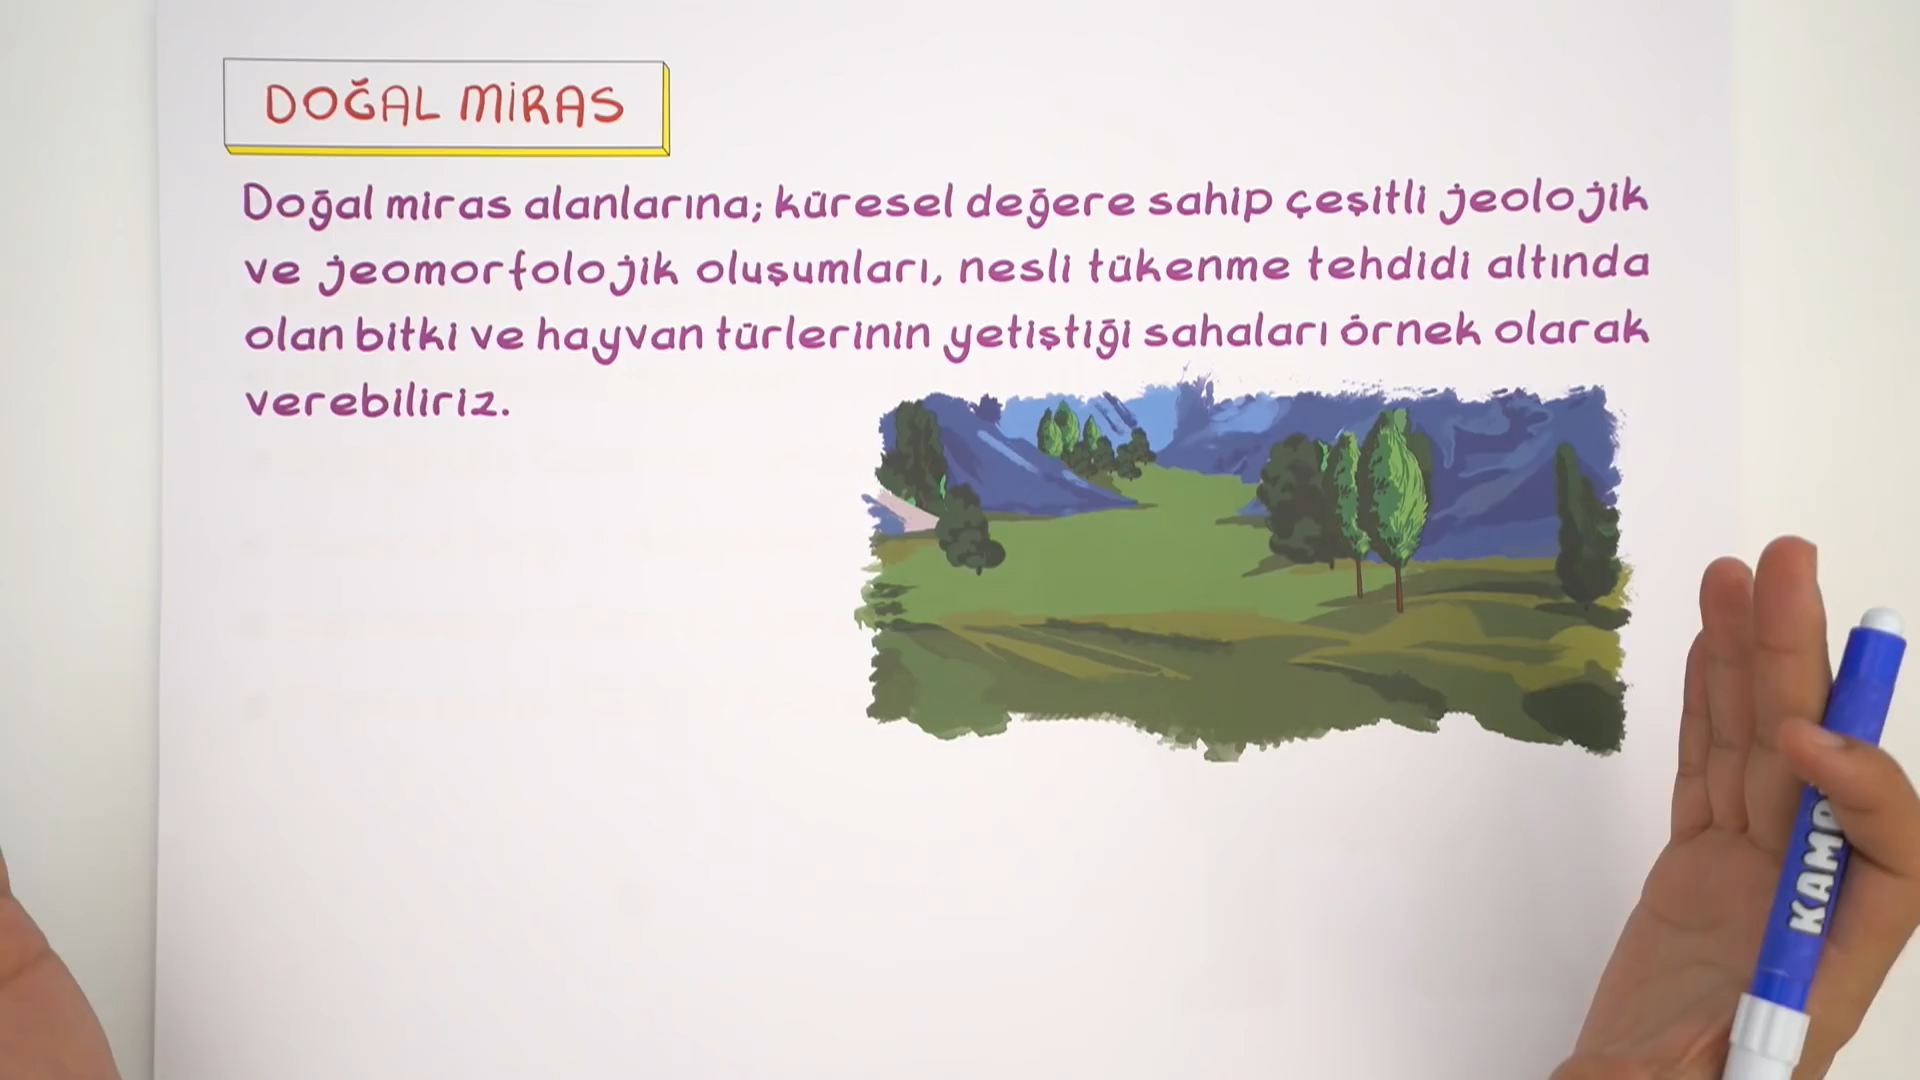 DOĞAL MİRAS
Doğal miras alanlarına; küresel değere sahip çeşitli jeolojik
ve jeomorfolojik oluşumları, nesli tükenme tehdidi altında
olan bitki ve hayvan türlerinin yetiştiği sahaları örnek olarak
verebiliriz.